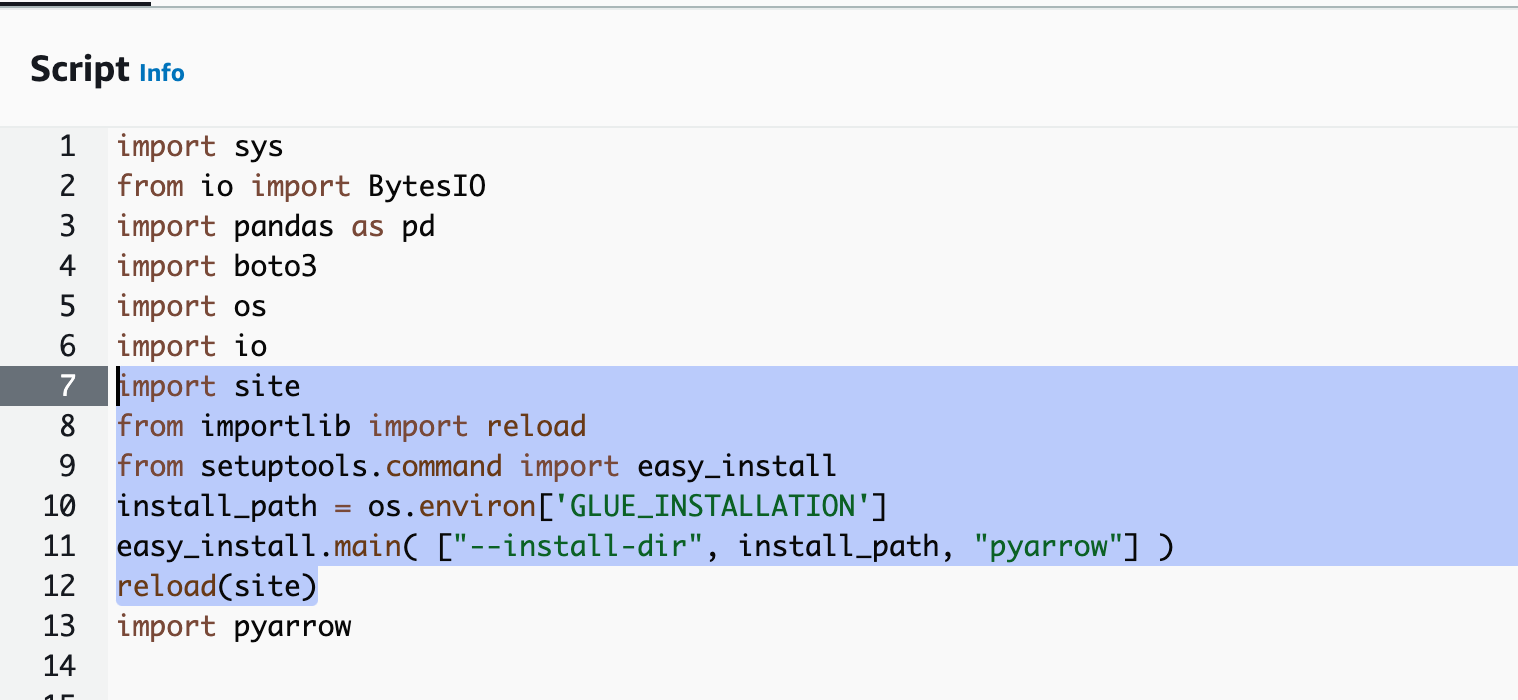 Script Info
1 import sys
2 from io import BytesIO
3 import pandas as pd
4 import boto3
5 import os
6 import io
7 import site
8 from importlib import reload
9 from setuptools.command import easy_install
10 install_path = os.environ['GLUE_INSTALLATION']
11 easy_install.main( ["--install-dir", install_path, "pyarrow"] )
12 reload(site)
13 import pyarrow
14
15